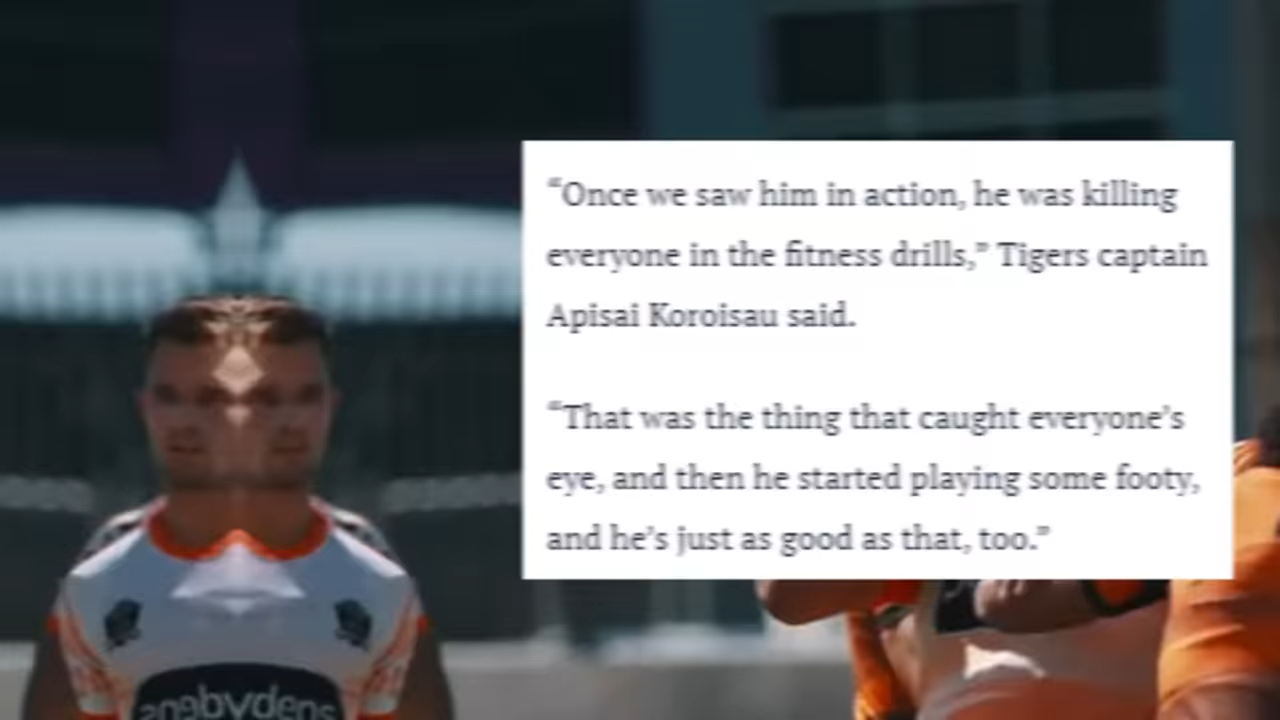 “Once we saw him in action, he was killing
everyone in the fitness drills,” Tigers captain
Apisai Koroisau said.
“That was the thing that caught everyone’s
eye, and then he started playing some footy,
and he’s just as good as that, too.”